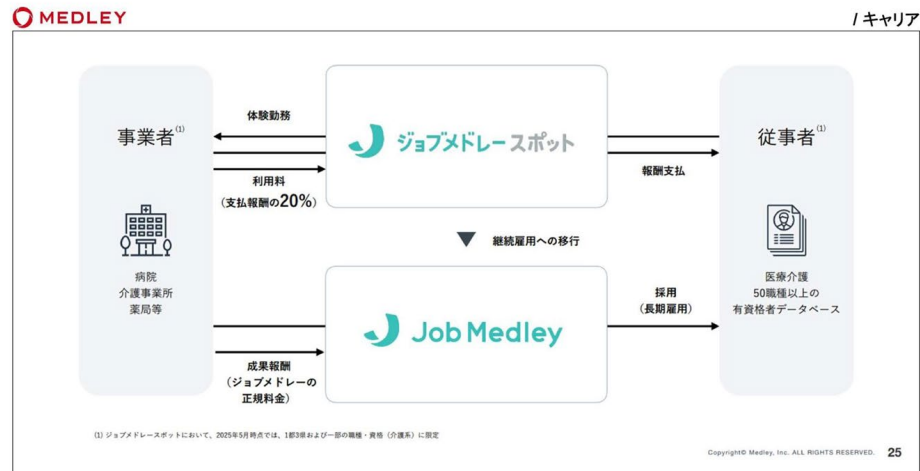 MEDLEY
/ キャリア
事業者(1)
病院
介護事業所
薬局等
体験勤務
利用料
（支払報酬の20%）
ジョブメドレースポット
報酬支払
従事者(1)
医療介護
50職種以上の
有資格者データベース
継続雇用への移行
Job Medley
採用
（長期雇用）
成果報酬
（ジョブメドレーの
正規料金）
(1) ジョブメドレースポットにおいて、2025年5月時点では、1都3県および一部の職種・資格（介護系）に限定
Copyright© Medley, Inc. ALL RIGHTS RESERVED. 25